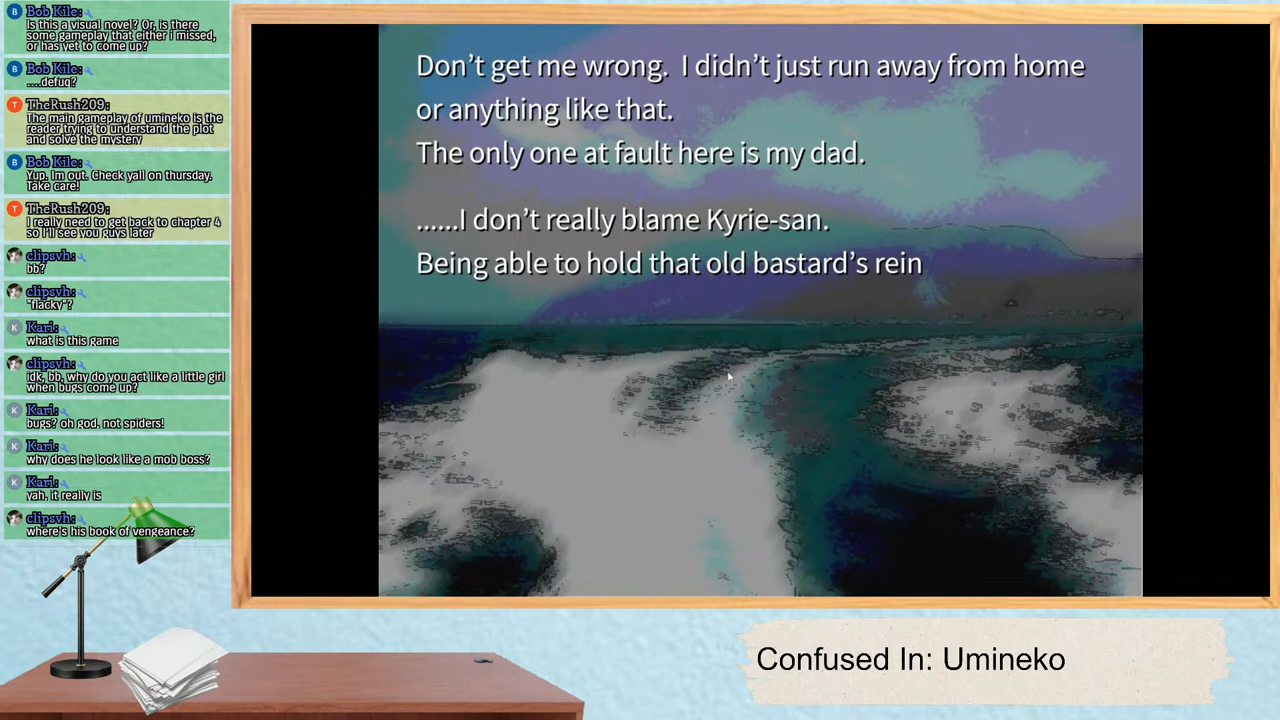 Bob Kile:
Is this a visual novel? Or, is there
some gameplay that either i missed,
or has yet to come up?
Bob Kile:
....defuq?
TheRush209:
The main gameplay of umineko is the
reader trying to understand the plot
and solve the mystery
Bob Kile:
Yup. Im out. Check yall on thursday.
Take care!
TheRush209:
I really need to get back to chapter 4
so I'll see you guys later
clipsvh:
bb?
clipsvh:
"flacky"?
Kari:
what is this game
clipsvh:
idk, bb, why do you act like a little girl
when bugs come up?
Kari:
bugs? oh god, not spiders!
Kari:
why does he look like a mob boss?
Kari:
yah, it really is
clipsvh:
where's his book of vengeance?
Don't get me wrong. I didn't just run away from home
or anything like that.
The only one at fault here is my dad.
......I don't really blame Kyrie-san.
Being able to hold that old bastard's rein
Confused In: Umineko